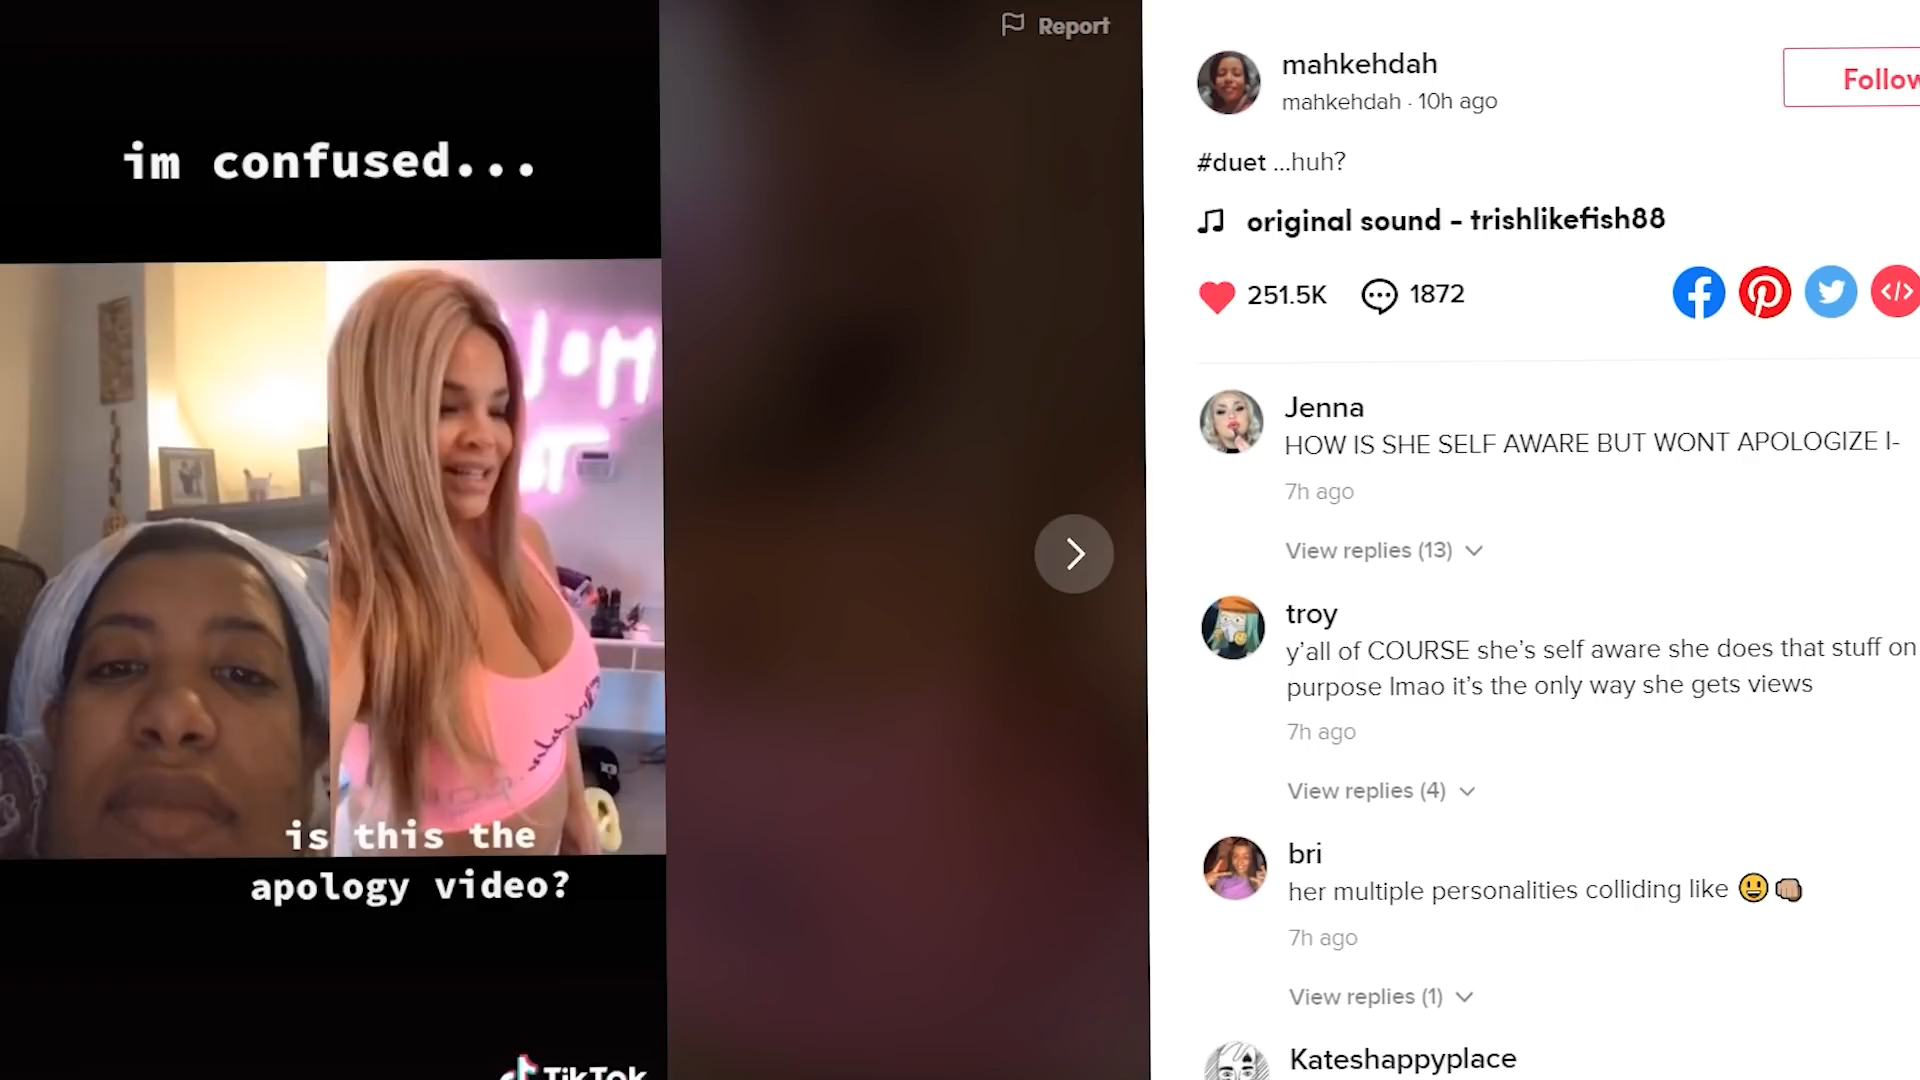 im confused...
is this the
apology video?
TikTok
Report
mahkehdah
mahkehdah · 10h ago
Follow
#duet ...huh?
original sound - trishlikefish88
251.5K
1872
Jenna
HOW IS SHE SELF AWARE BUT WONT APOLOGIZE I-
7h ago
View replies (13)
troy
y'all of COURSE she's self aware she does that stuff on
purpose lmao it's the only way she gets views
7h ago
View replies (4)
bri
her multiple personalities colliding like 😃👊🏼
7h ago
View replies (1)
Kateshappyplace